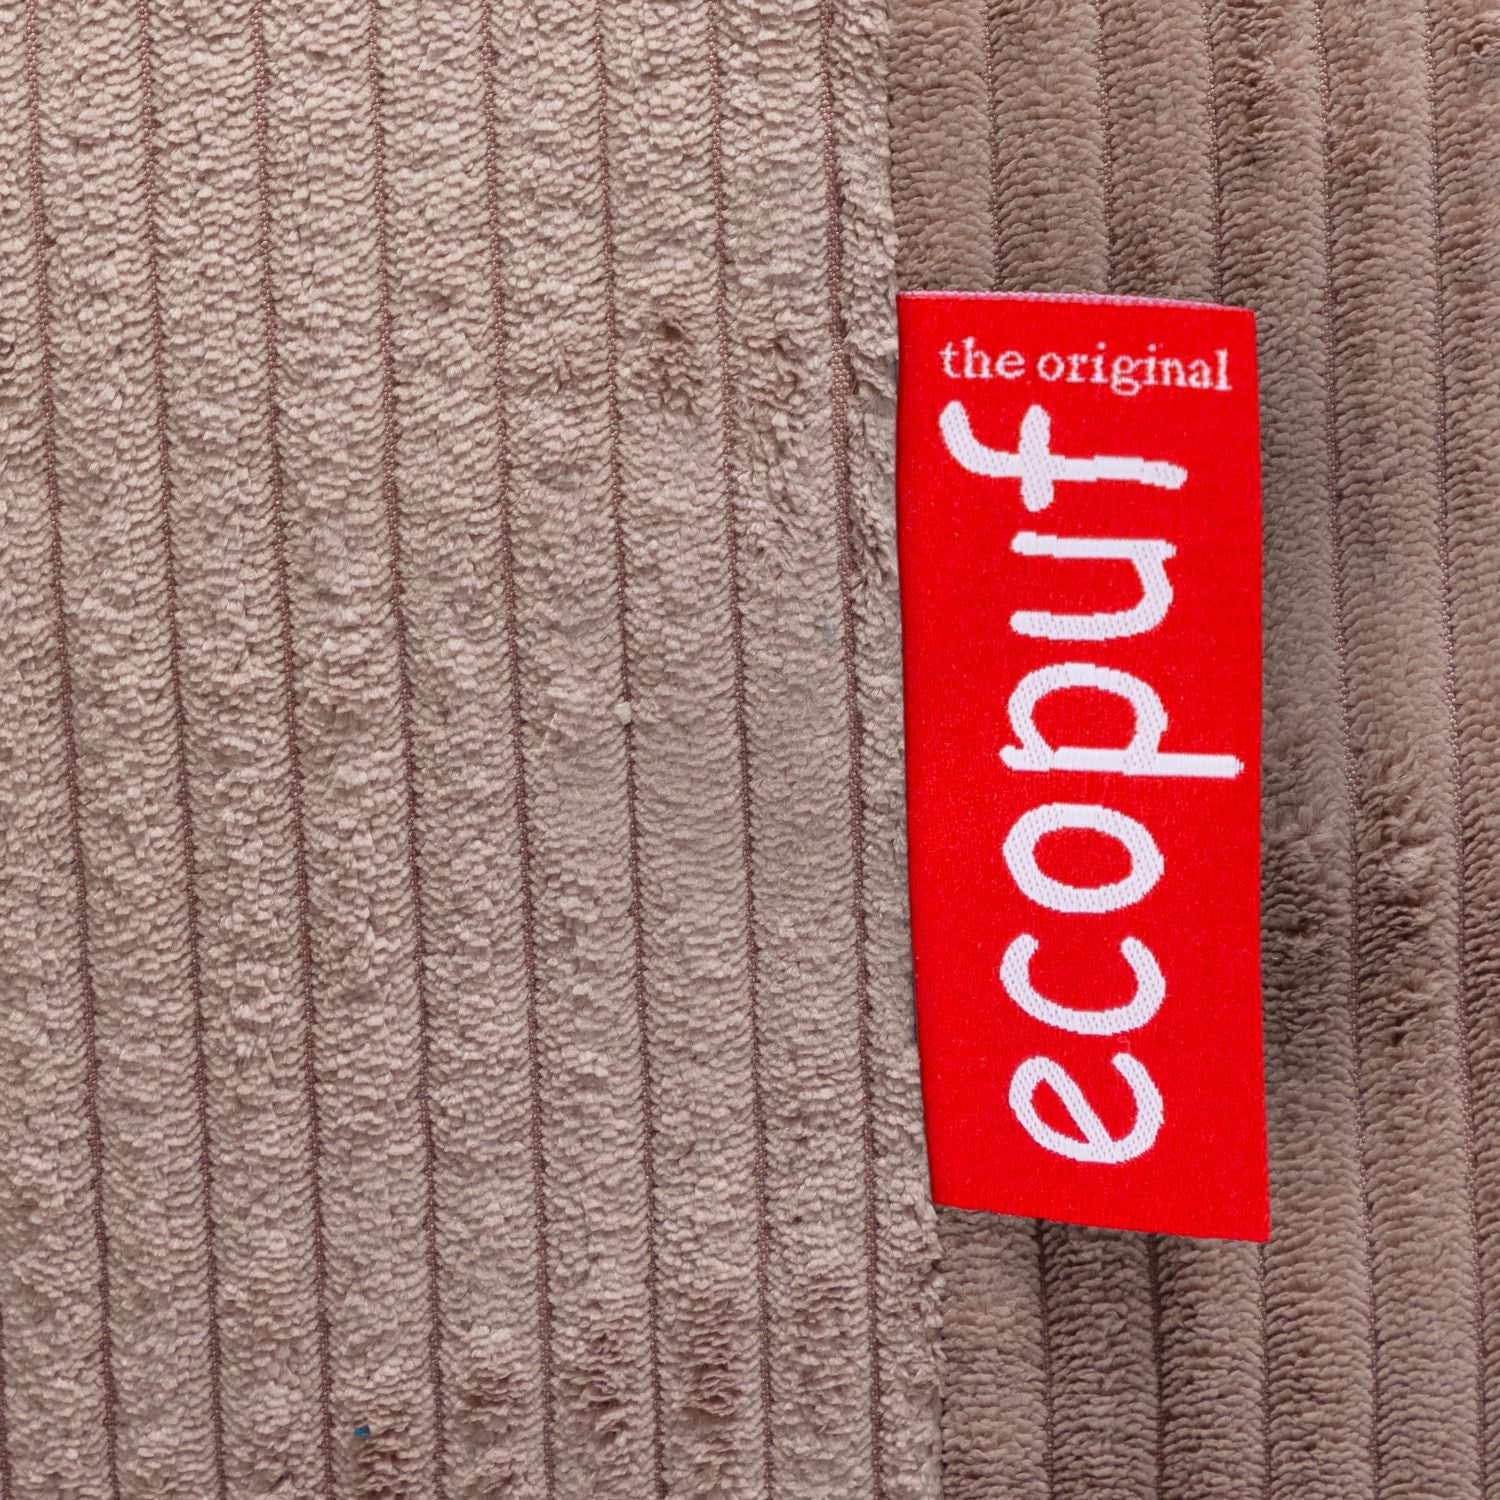 the original
ecopuf